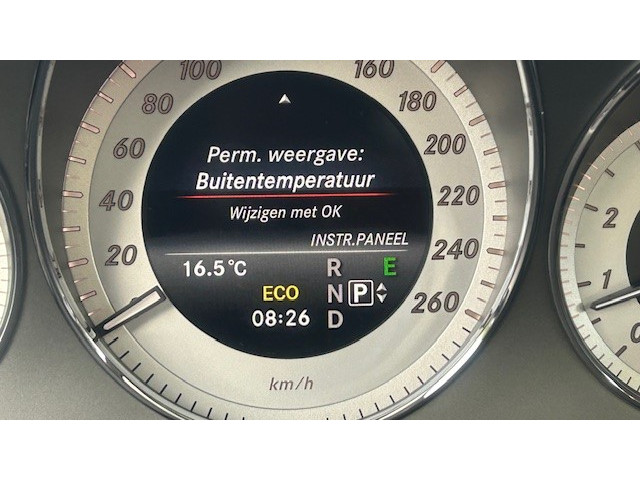 100 160
80 180
Perm. weergave:
60 200
Buitentemperatuur
40 220
Wijzigen met OK
INSTR.PANEEL
20 240
16.5°C R E
ECO N P 260
08:26 D
km/h
2
1
0